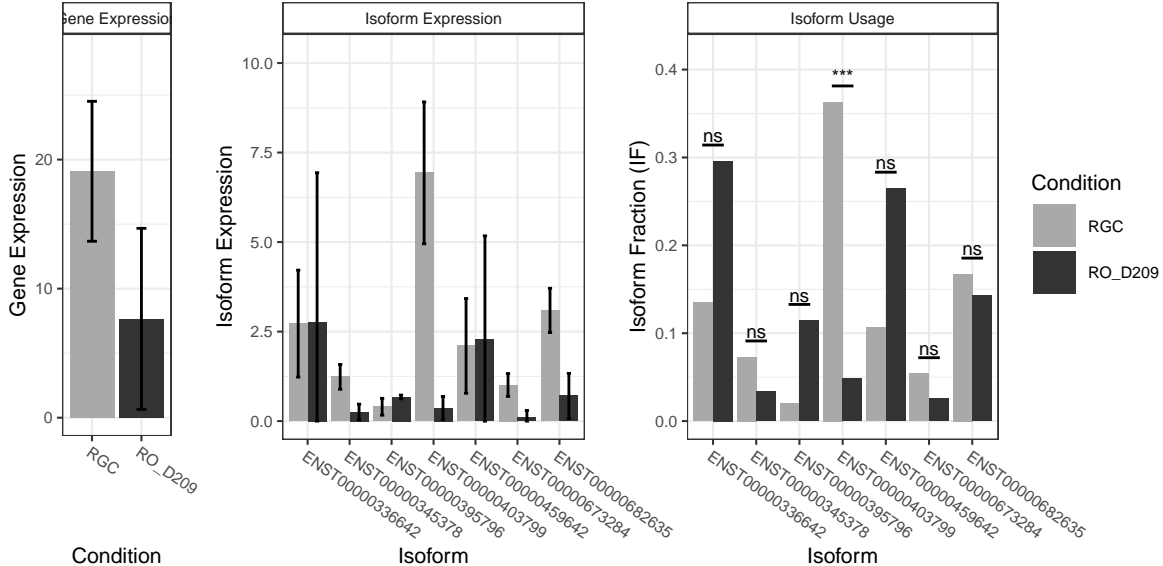 Gene Expression
Gene Expression
20
10
0
RGC
RO_D209
Condition
Isoform Expression
Isoform Expression
10.0
7.5
5.0
2.5
0.0
ENST00000336642
ENST00000345378
ENST00000395796
ENST00000403799
ENST00000459642
ENST00000673284
ENST00000682635
Isoform
Isoform Usage
Isoform Fraction (IF)
0.4
0.3
0.2
0.1
0.0
ns
ns
ns
***
ns
ns
ns
ENST00000336642
ENST00000345378
ENST00000395796
ENST00000403799
ENST00000459642
ENST00000673284
ENST00000682635
Isoform
Condition
RGC
RO_D209